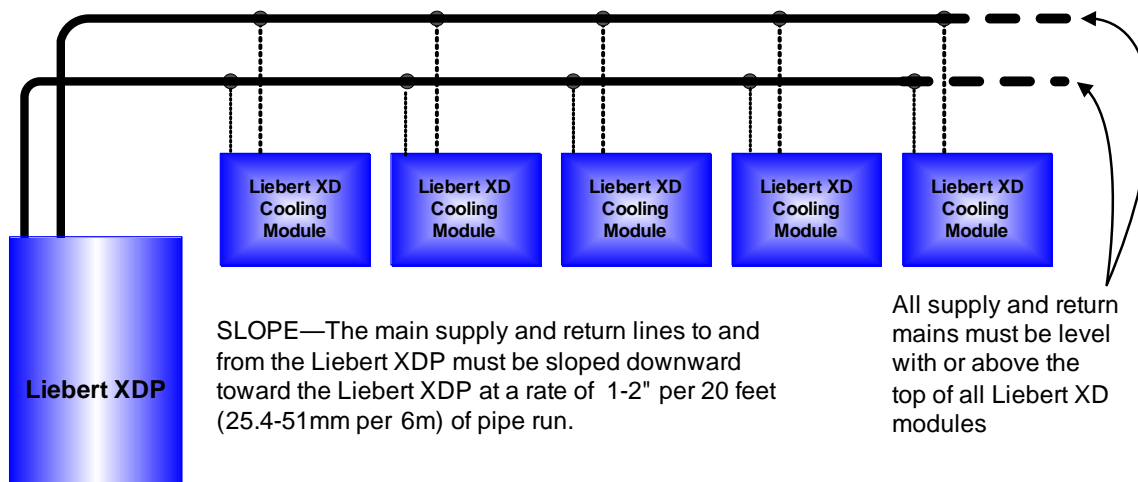 Liebert XD
Cooling
Module
Liebert XD
Cooling
Module
Liebert XD
Cooling
Module
Liebert XD
Cooling
Module
Liebert XD
Cooling
Module
Liebert XDP
SLOPE—The main supply and return lines to and
from the Liebert XDP must be sloped downward
toward the Liebert XDP at a rate of 1-2" per 20 feet
(25.4-51mm per 6m) of pipe run.
All supply and return
mains must be level
with or above the
top of all Liebert XD
modules